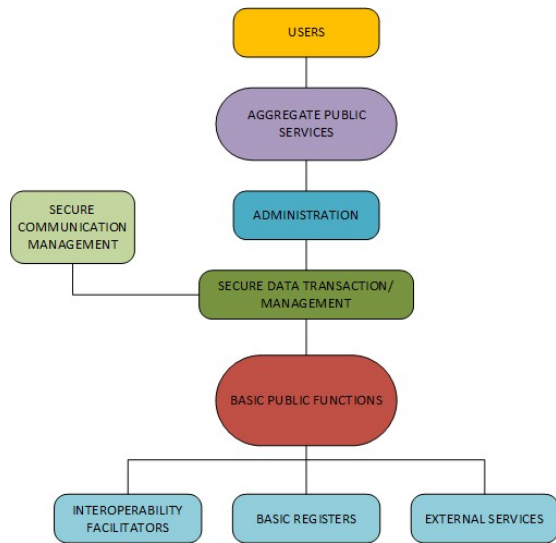 USERS
AGGREGATE PUBLIC
SERVICES
SECURE
COMMUNICATION
MANAGEMENT
ADMINISTRATION
SECURE DATA TRANSACTION/
MANAGEMENT
BASIC PUBLIC FUNCTIONS
INTEROPERABILITY
FACILITATORS
BASIC REGISTERS
EXTERNAL SERVICES